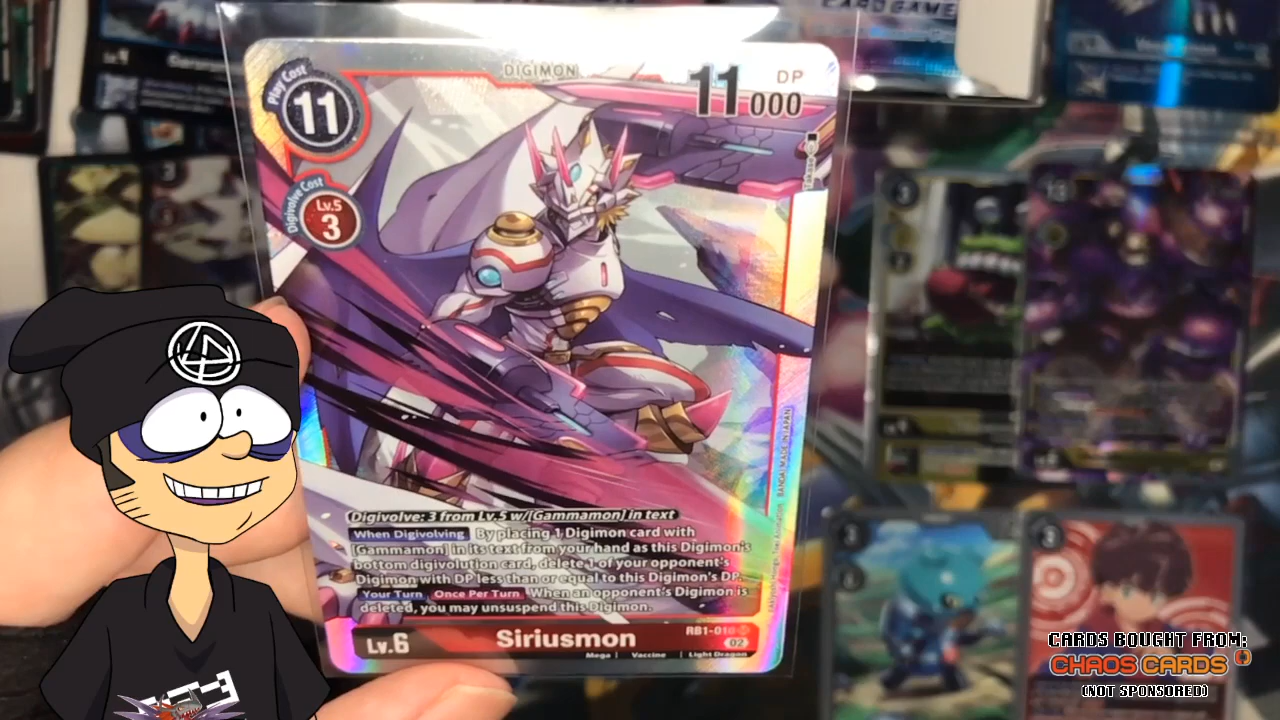 CARD GAME
Play Cost
11
DIGIMON
11000
DP
Digivolve Cost
Lv.5
3
BANDAI MADE IN JAPAN
Digivolve: 3 from Lv.5 w/[Gammamon] in text
When Digivolving By placing 1 Digimon card with
[Gammamon] in its text from your hand as this Digimon's
bottom digivolution card, delete 1 of your opponent's
Digimon with DP less than or equal to this Digimon's DP.
Your Turn Once Per Turn When an opponent's Digimon is
deleted, you may unsuspend this Digimon.
Lv.6
Siriusmon
02
Mega | Vaccine | Light Dragon
CARDS BOUGHT FROM:
CHAOS CARDS
(NOT SPONSORED)